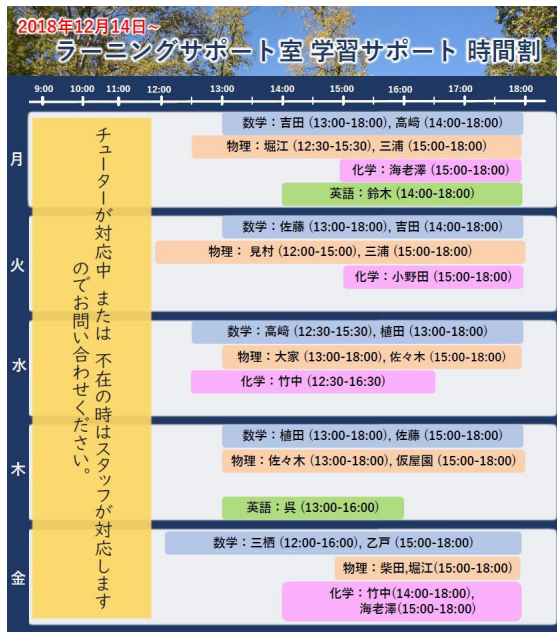 2018年12月14日~
ラーニングサポート室 学習サポート 時間割
9:00 10:00 11:00 12:00 13:00 14:00 15:00 16:00 17:00 18:00
チューターが対応中 または 不在の時はスタッフが対応します
のでお問い合わせください。
月
数学：吉田 (13:00-18:00), 高﨑 (14:00-18:00)
物理：堀江 (12:30-15:30), 三浦 (15:00-18:00)
化学：海老澤 (15:00-18:00)
英語：鈴木 (14:00-18:00)
火
数学：佐藤 (13:00-18:00), 吉田 (14:00-18:00)
物理： 見村 (12:00-15:00), 三浦 (15:00-18:00)
化学：小野田 (15:00-18:00)
水
数学：高﨑 (12:30-15:30), 植田 (13:00-18:00)
物理：大家 (13:00-18:00), 佐々木 (15:00-18:00)
化学：竹中 (12:30-16:30)
木
数学：植田 (13:00-18:00), 佐藤 (15:00-18:00)
物理：佐々木 (13:00-18:00), 仮屋園 (15:00-18:00)
英語：呉 (13:00-16:00)
金
数学：三栖 (12:00-16:00), 乙戸 (15:00-18:00)
物理：柴田,堀江(15:00-18:00)
化学：竹中(14:00-18:00),
海老澤(15:00-18:00)